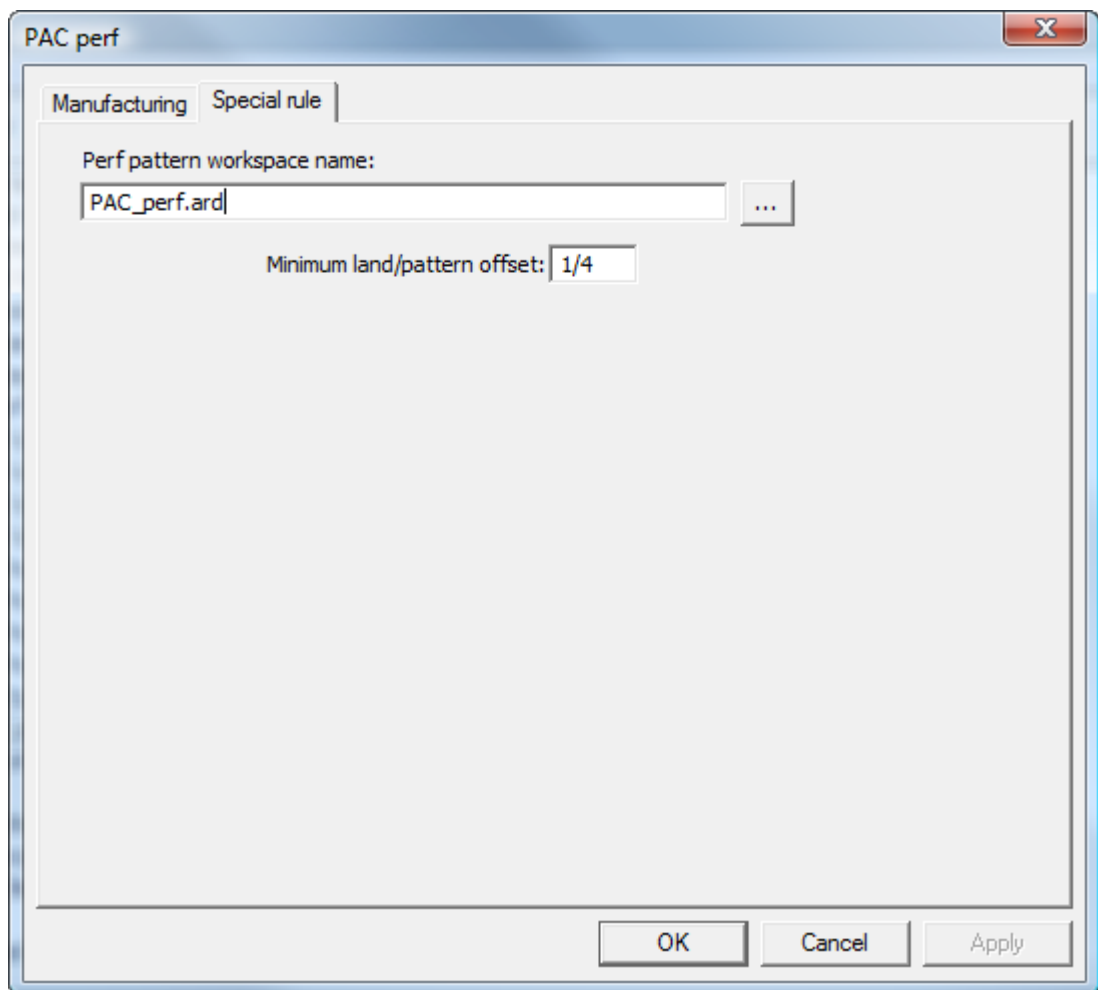 PAC perf
Manufacturing Special rule
Perf pattern workspace name:
PAC_perf.ard ...
Minimum land/pattern offset: 1/4
OK Cancel Apply